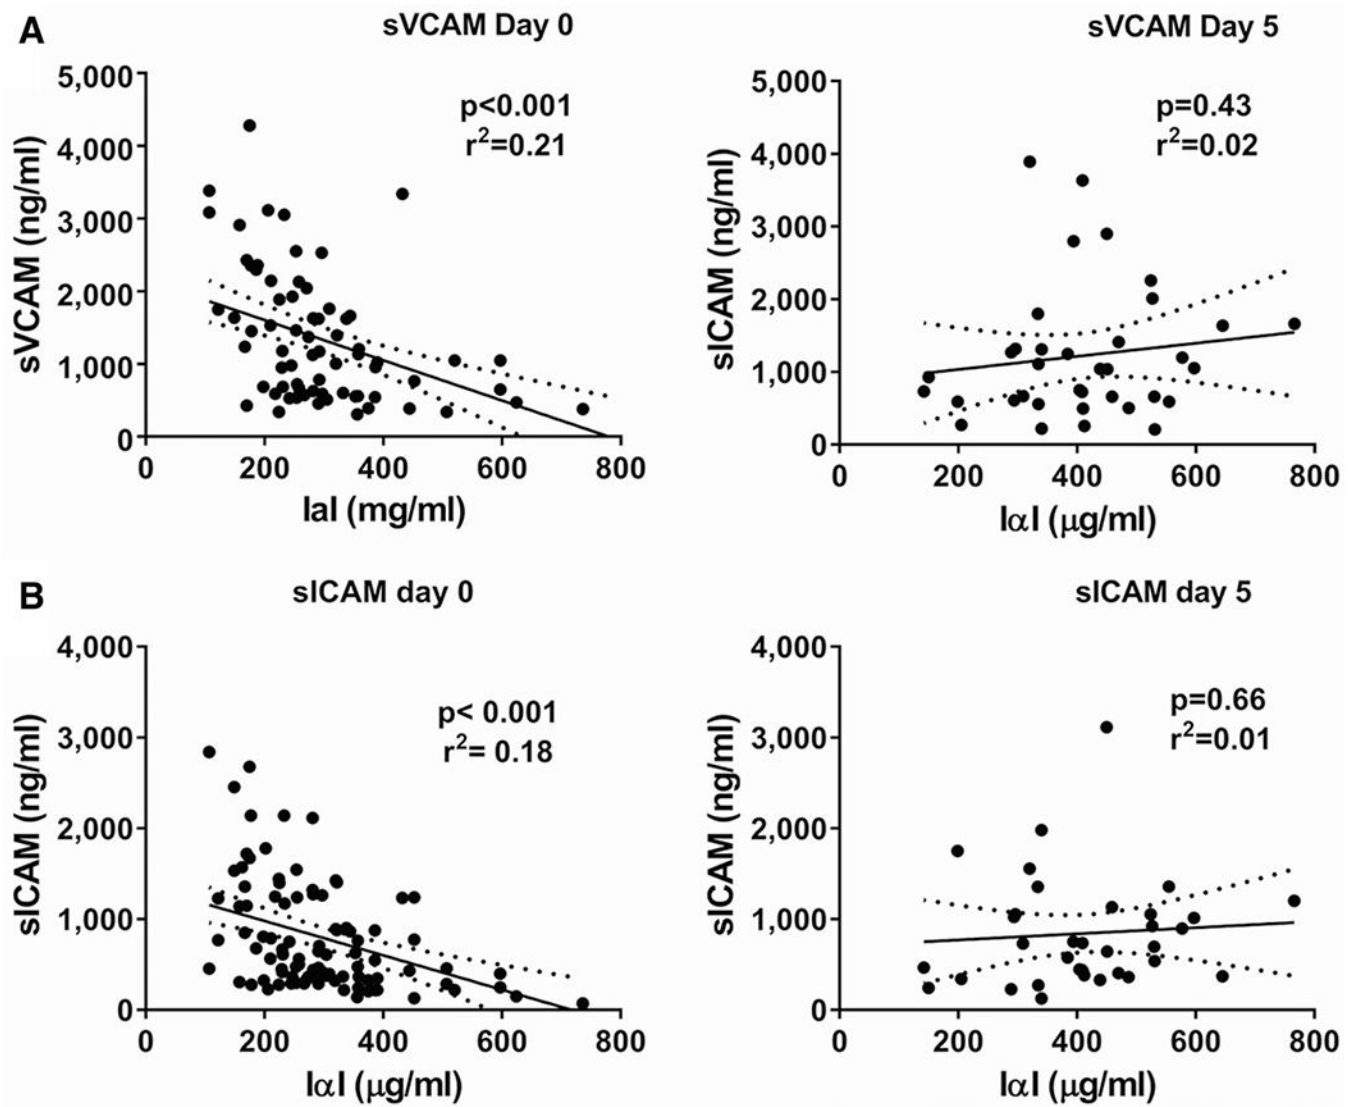 A
sVCAM Day 0
sVCAM Day 5
5,000
4,000
3,000
2,000
1,000
0
sVCAM (ng/ml)
p<0.001
r²=0.21
0 200 400 600 800
IaI (mg/ml)
5,000
4,000
3,000
2,000
1,000
0
sICAM (ng/ml)
p=0.43
r²=0.02
0 200 400 600 800
IαI (μg/ml)
B
sICAM day 0
sICAM day 5
4,000
3,000
2,000
1,000
0
sICAM (ng/ml)
p< 0.001
r²= 0.18
0 200 400 600 800
IαI (μg/ml)
4,000
3,000
2,000
1,000
0
sICAM (ng/ml)
p=0.66
r²=0.01
0 200 400 600 800
IαI (μg/ml)